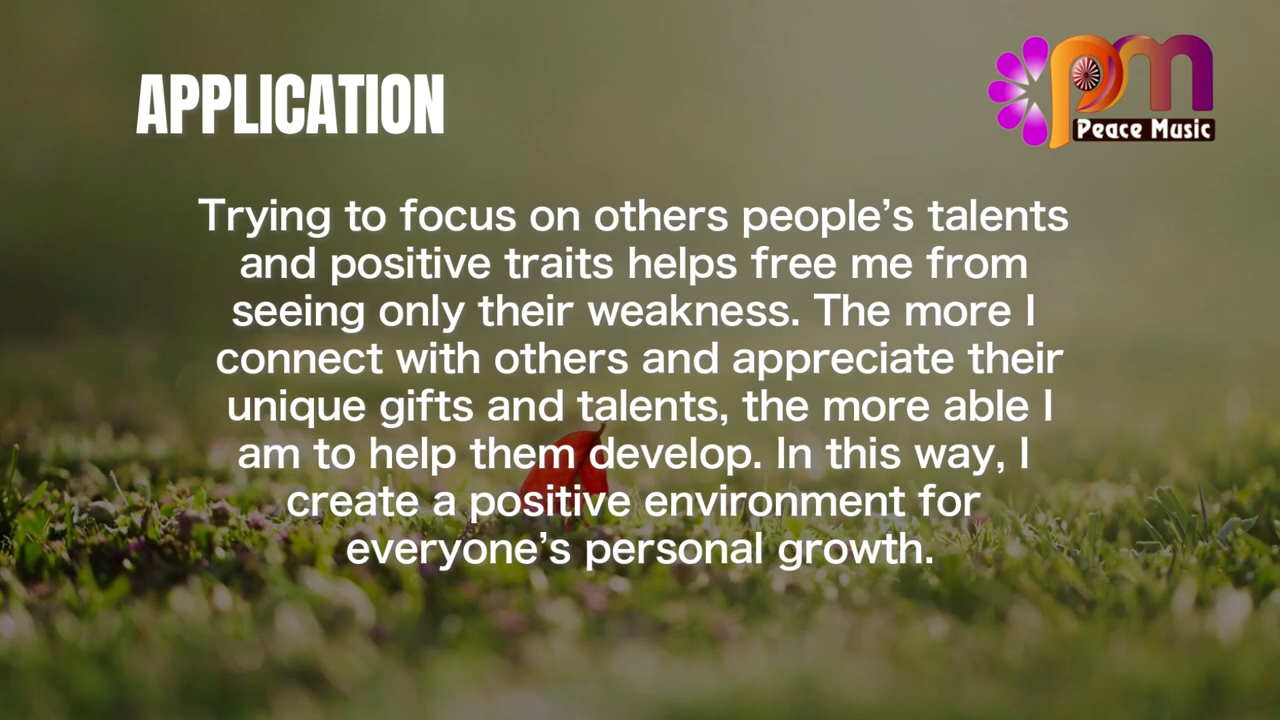 APPLICATION
pm
Peace Music
Trying to focus on others people’s talents
and positive traits helps free me from
seeing only their weakness. The more I
connect with others and appreciate their
unique gifts and talents, the more able I
am to help them develop. In this way, I
create a positive environment for
everyone’s personal growth.